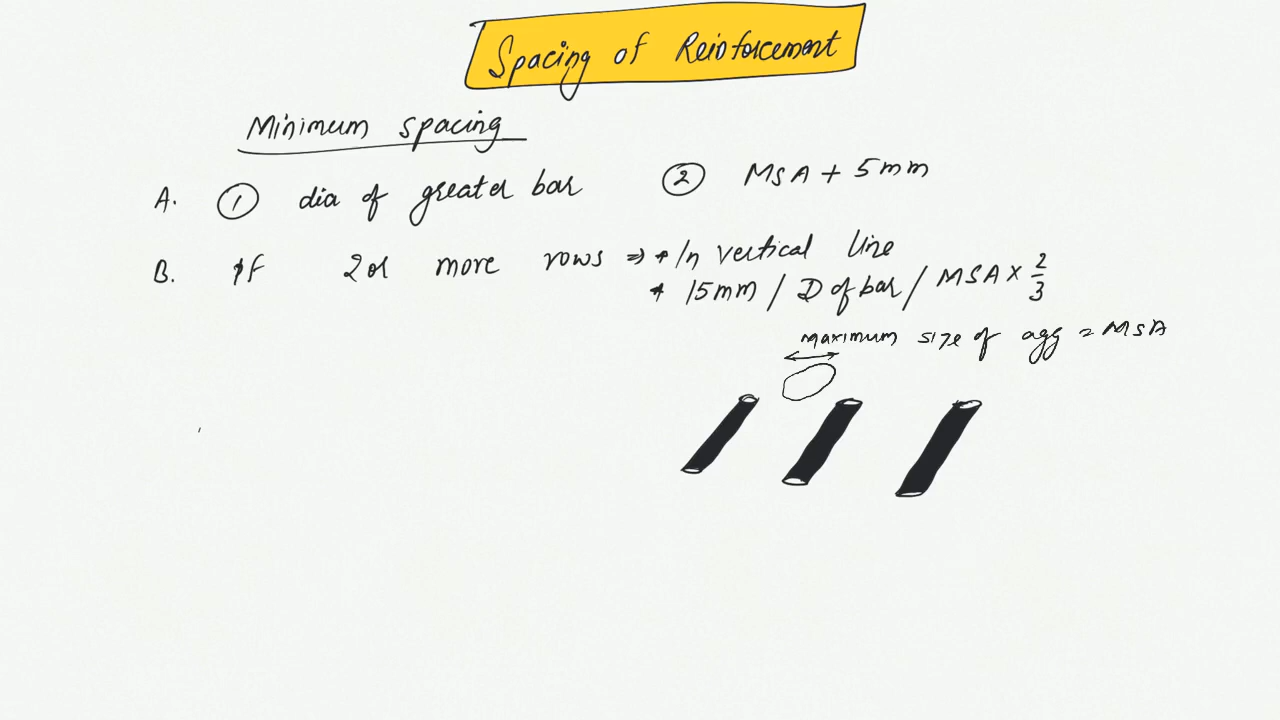 Spacing of Reinforcement
Minimum spacing
A. ① dia of greater bar ② MSA + 5mm
B. If 2 or more rows ⇒ * In vertical line
* 15mm / D of bar / MSA × 2/3
maximum size of agg = MSA